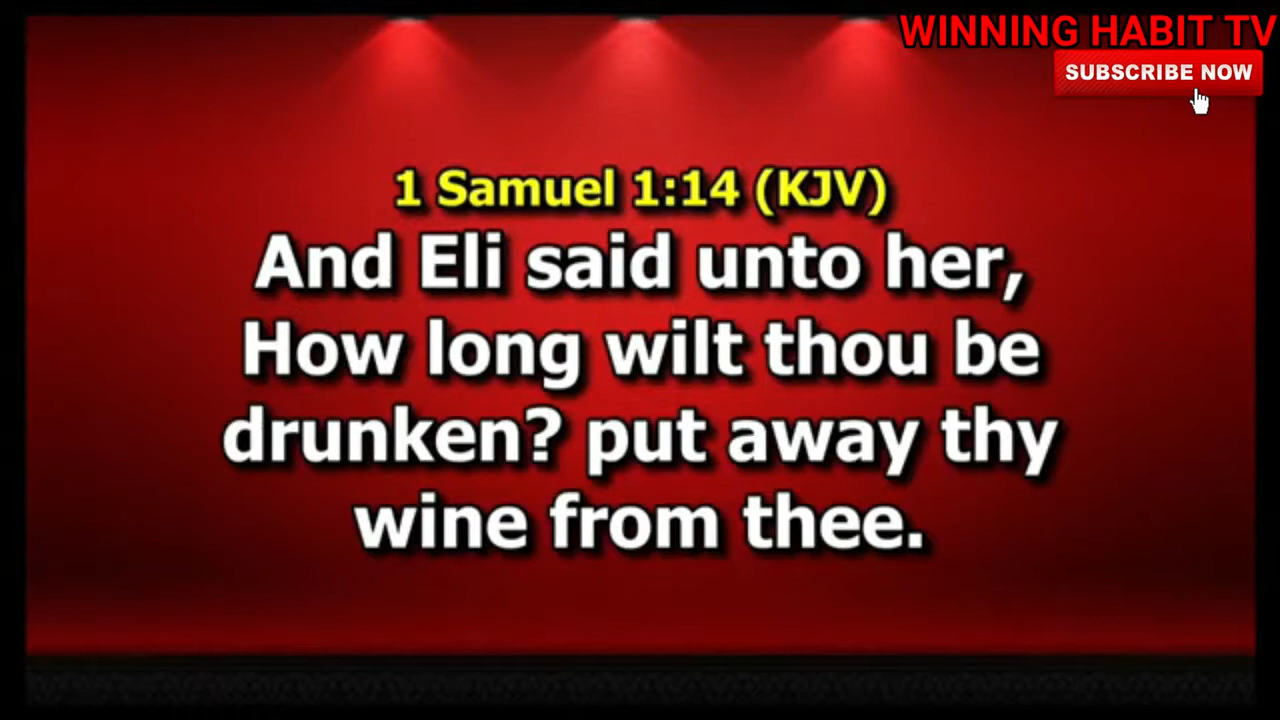 WINNING HABIT TV
SUBSCRIBE NOW
1 Samuel 1:14 (KJV)
And Eli said unto her,
How long wilt thou be
drunken? put away thy
wine from thee.